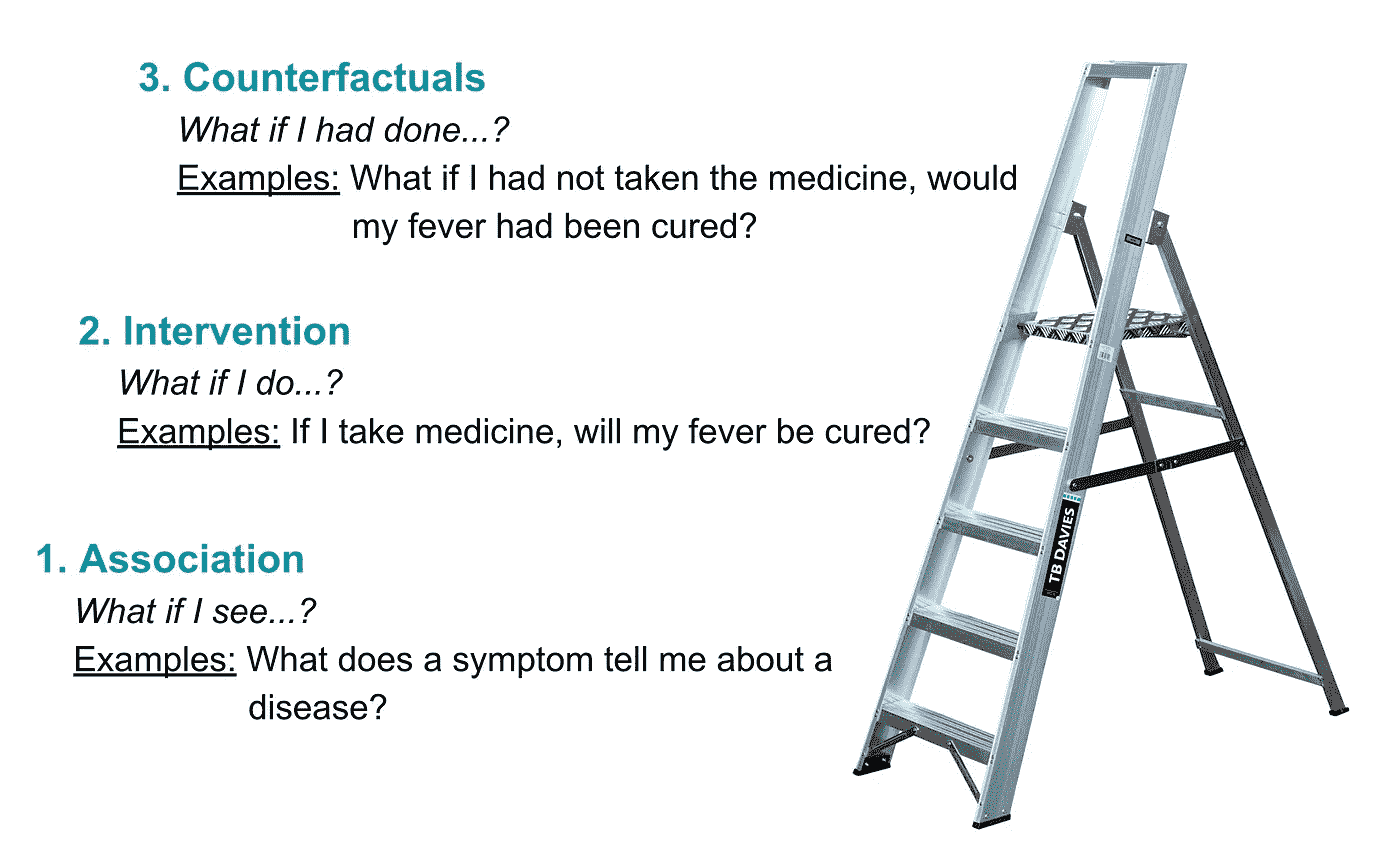 3. Counterfactuals
What if I had done...?
Examples: What if I had not taken the medicine, would
my fever had been cured?
2. Intervention
What if I do...?
Examples: If I take medicine, will my fever be cured?
1. Association
What if I see...?
Examples: What does a symptom tell me about a
disease?
TB DAVIES